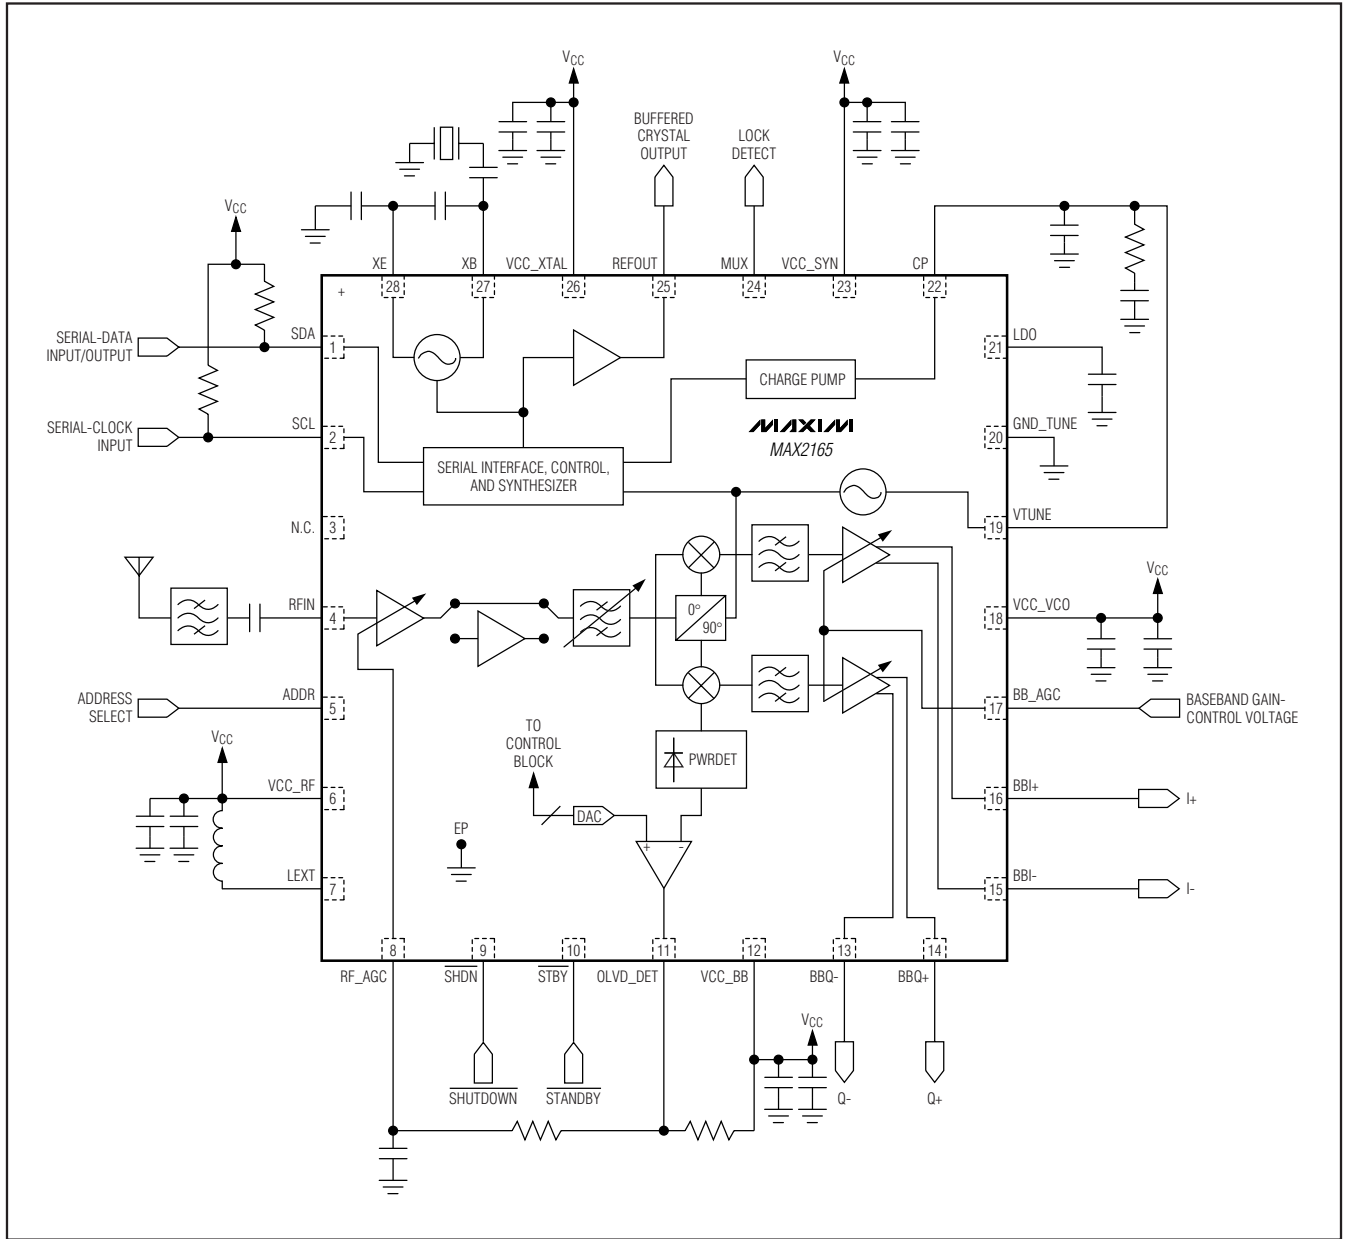 VCC
VCC
BUFFERED
CRYSTAL
OUTPUT
LOCK
DETECT
VCC
XE
XB
VCC_XTAL
REFOUT
MUX
VCC_SYN
CP
+
28
27
26
25
24
23
22
SERIAL-DATA
INPUT/OUTPUT
SDA
1
21
LDO
CHARGE PUMP
SERIAL-CLOCK
INPUT
SCL
2
MAXIM
MAX2165
20
GND_TUNE
SERIAL INTERFACE, CONTROL,
AND SYNTHESIZER
N.C.
3
19
VTUNE
VCC
RFIN
4
0°
90°
18
VCC_VCO
ADDRESS
SELECT
ADDR
5
17
BB_AGC
BASEBAND GAIN-
CONTROL VOLTAGE
VCC
TO
CONTROL
BLOCK
PWRDET
VCC_RF
6
16
BBI+
I+
DAC
EP
+
-
LEXT
7
15
BBI-
I-
8
9
10
11
12
13
14
RF_AGC
SHDN
STBY
OLVD_DET
VCC_BB
BBQ-
BBQ+
VCC
SHUTDOWN
STANDBY
Q-
Q+